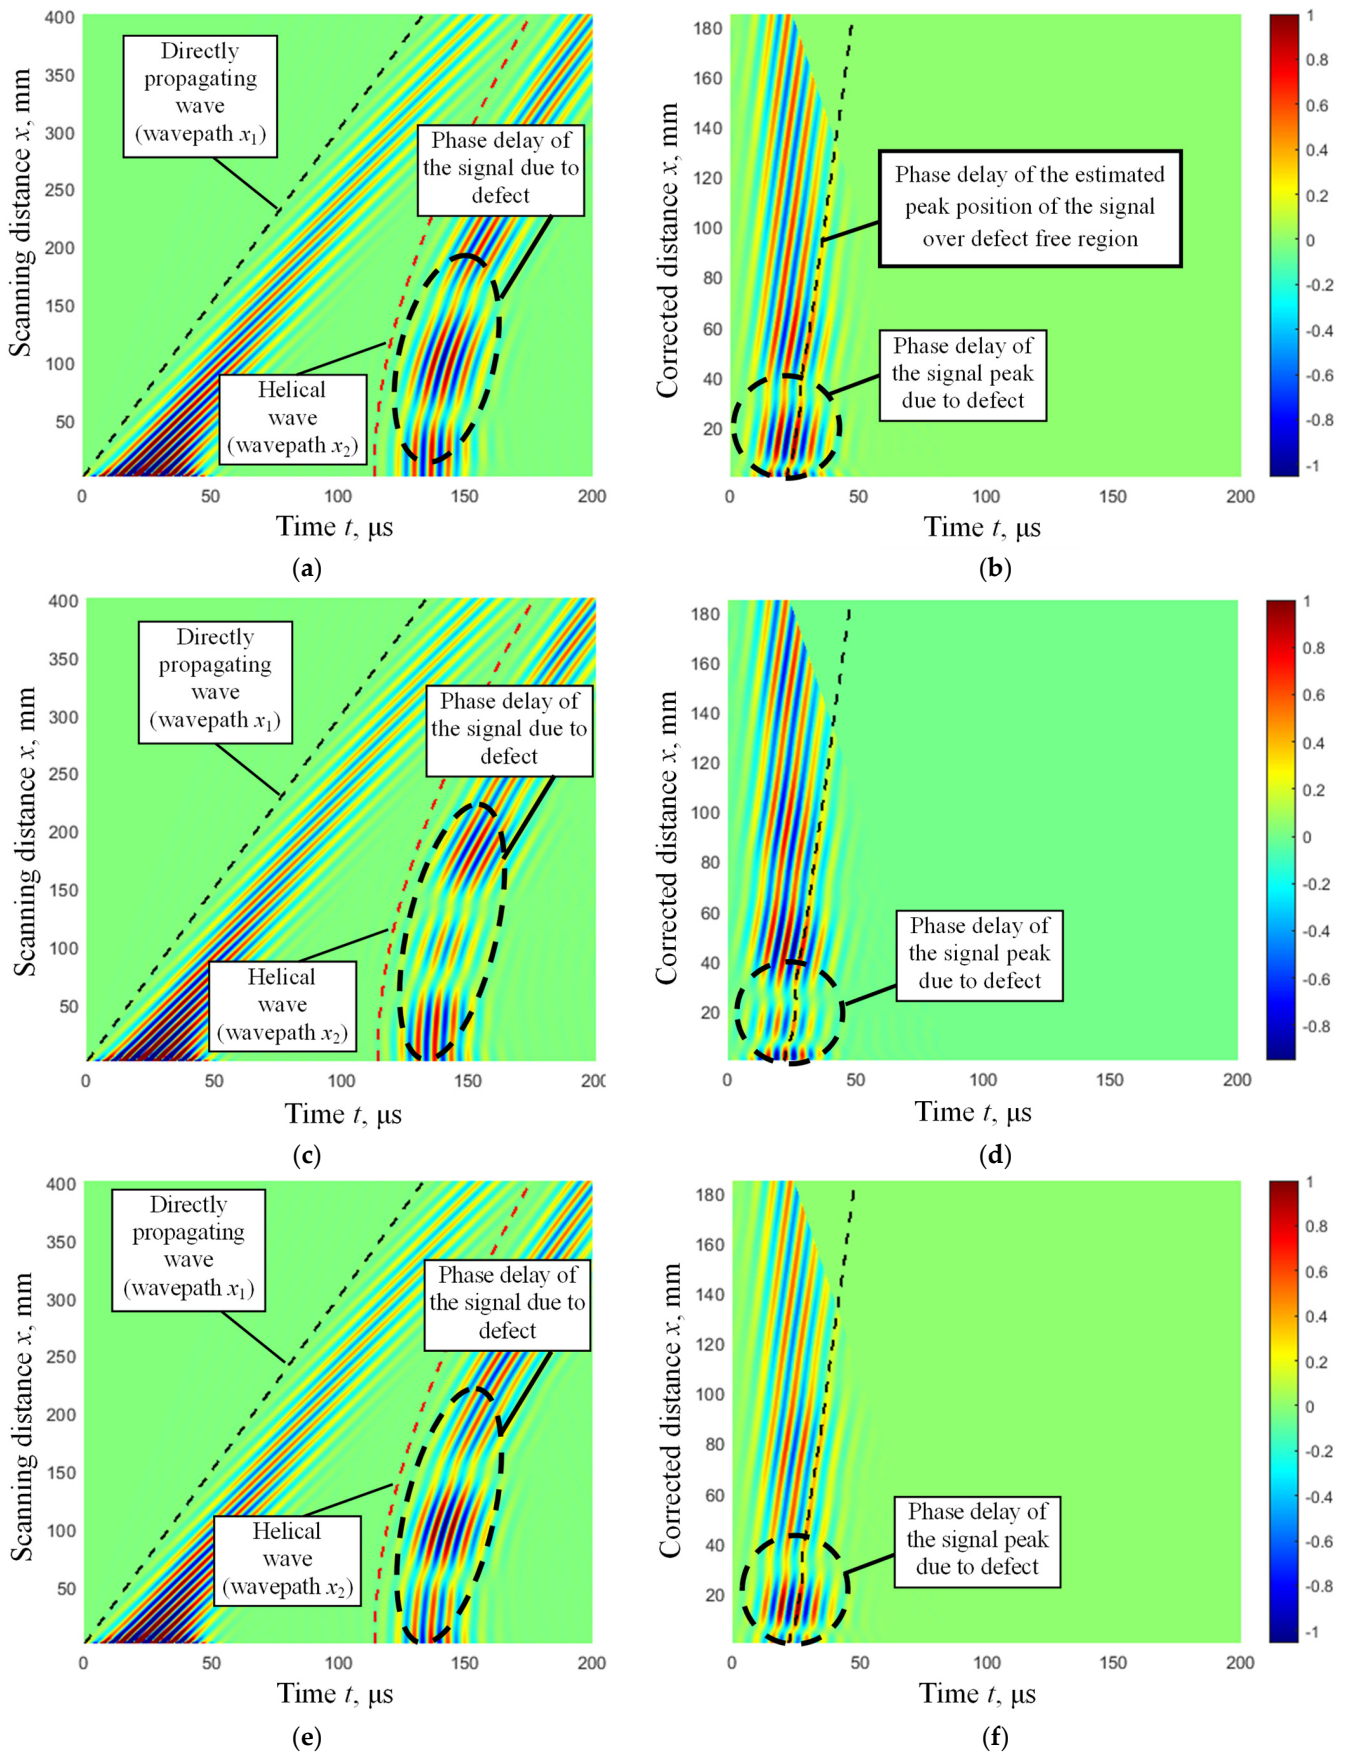 400
350
300
250
200
150
100
50
Scanning distance x, mm
Directly
propagating
wave
(wavepath x₁)
Phase delay of
the signal due to
defect
Helical
wave
(wavepath x₂)
0
50
100
150
200
Time t, μs
(a)
180
160
140
120
100
80
60
40
20
Corrected distance x, mm
Phase delay of the estimated
peak position of the signal
over defect free region
Phase delay of
the signal peak
due to defect
0
50
100
150
200
Time t, μs
(b)
1
0.8
0.6
0.4
0.2
0
-0.2
-0.4
-0.6
-0.8
-1
400
350
300
250
200
150
100
50
Scanning distance x, mm
Directly
propagating
wave
(wavepath x₁)
Phase delay of
the signal due to
defect
Helical
wave
(wavepath x₂)
0
50
100
150
Time t, μs
(c)
180
160
140
120
100
80
60
40
20
Corrected distance x, mm
Phase delay of
the signal peak
due to defect
0
50
100
150
200
Time t, μs
(d)
1
0.8
0.6
0.4
0.2
0
-0.2
-0.4
-0.6
-0.8
400
350
300
250
200
150
100
50
Scanning distance x, mm
Directly
propagating
wave
(wavepath x₁)
Phase delay of
the signal due to
defect
Helical
wave
(wavepath x₂)
0
50
100
150
200
Time t, μs
(e)
180
160
140
120
100
80
60
40
20
Corrected distance x, mm
Phase delay of
the signal peak
due to defect
0
50
100
150
200
Time t, μs
(f)
1
0.8
0.6
0.4
0.2
0
-0.2
-0.4
-0.6
-0.8
-1